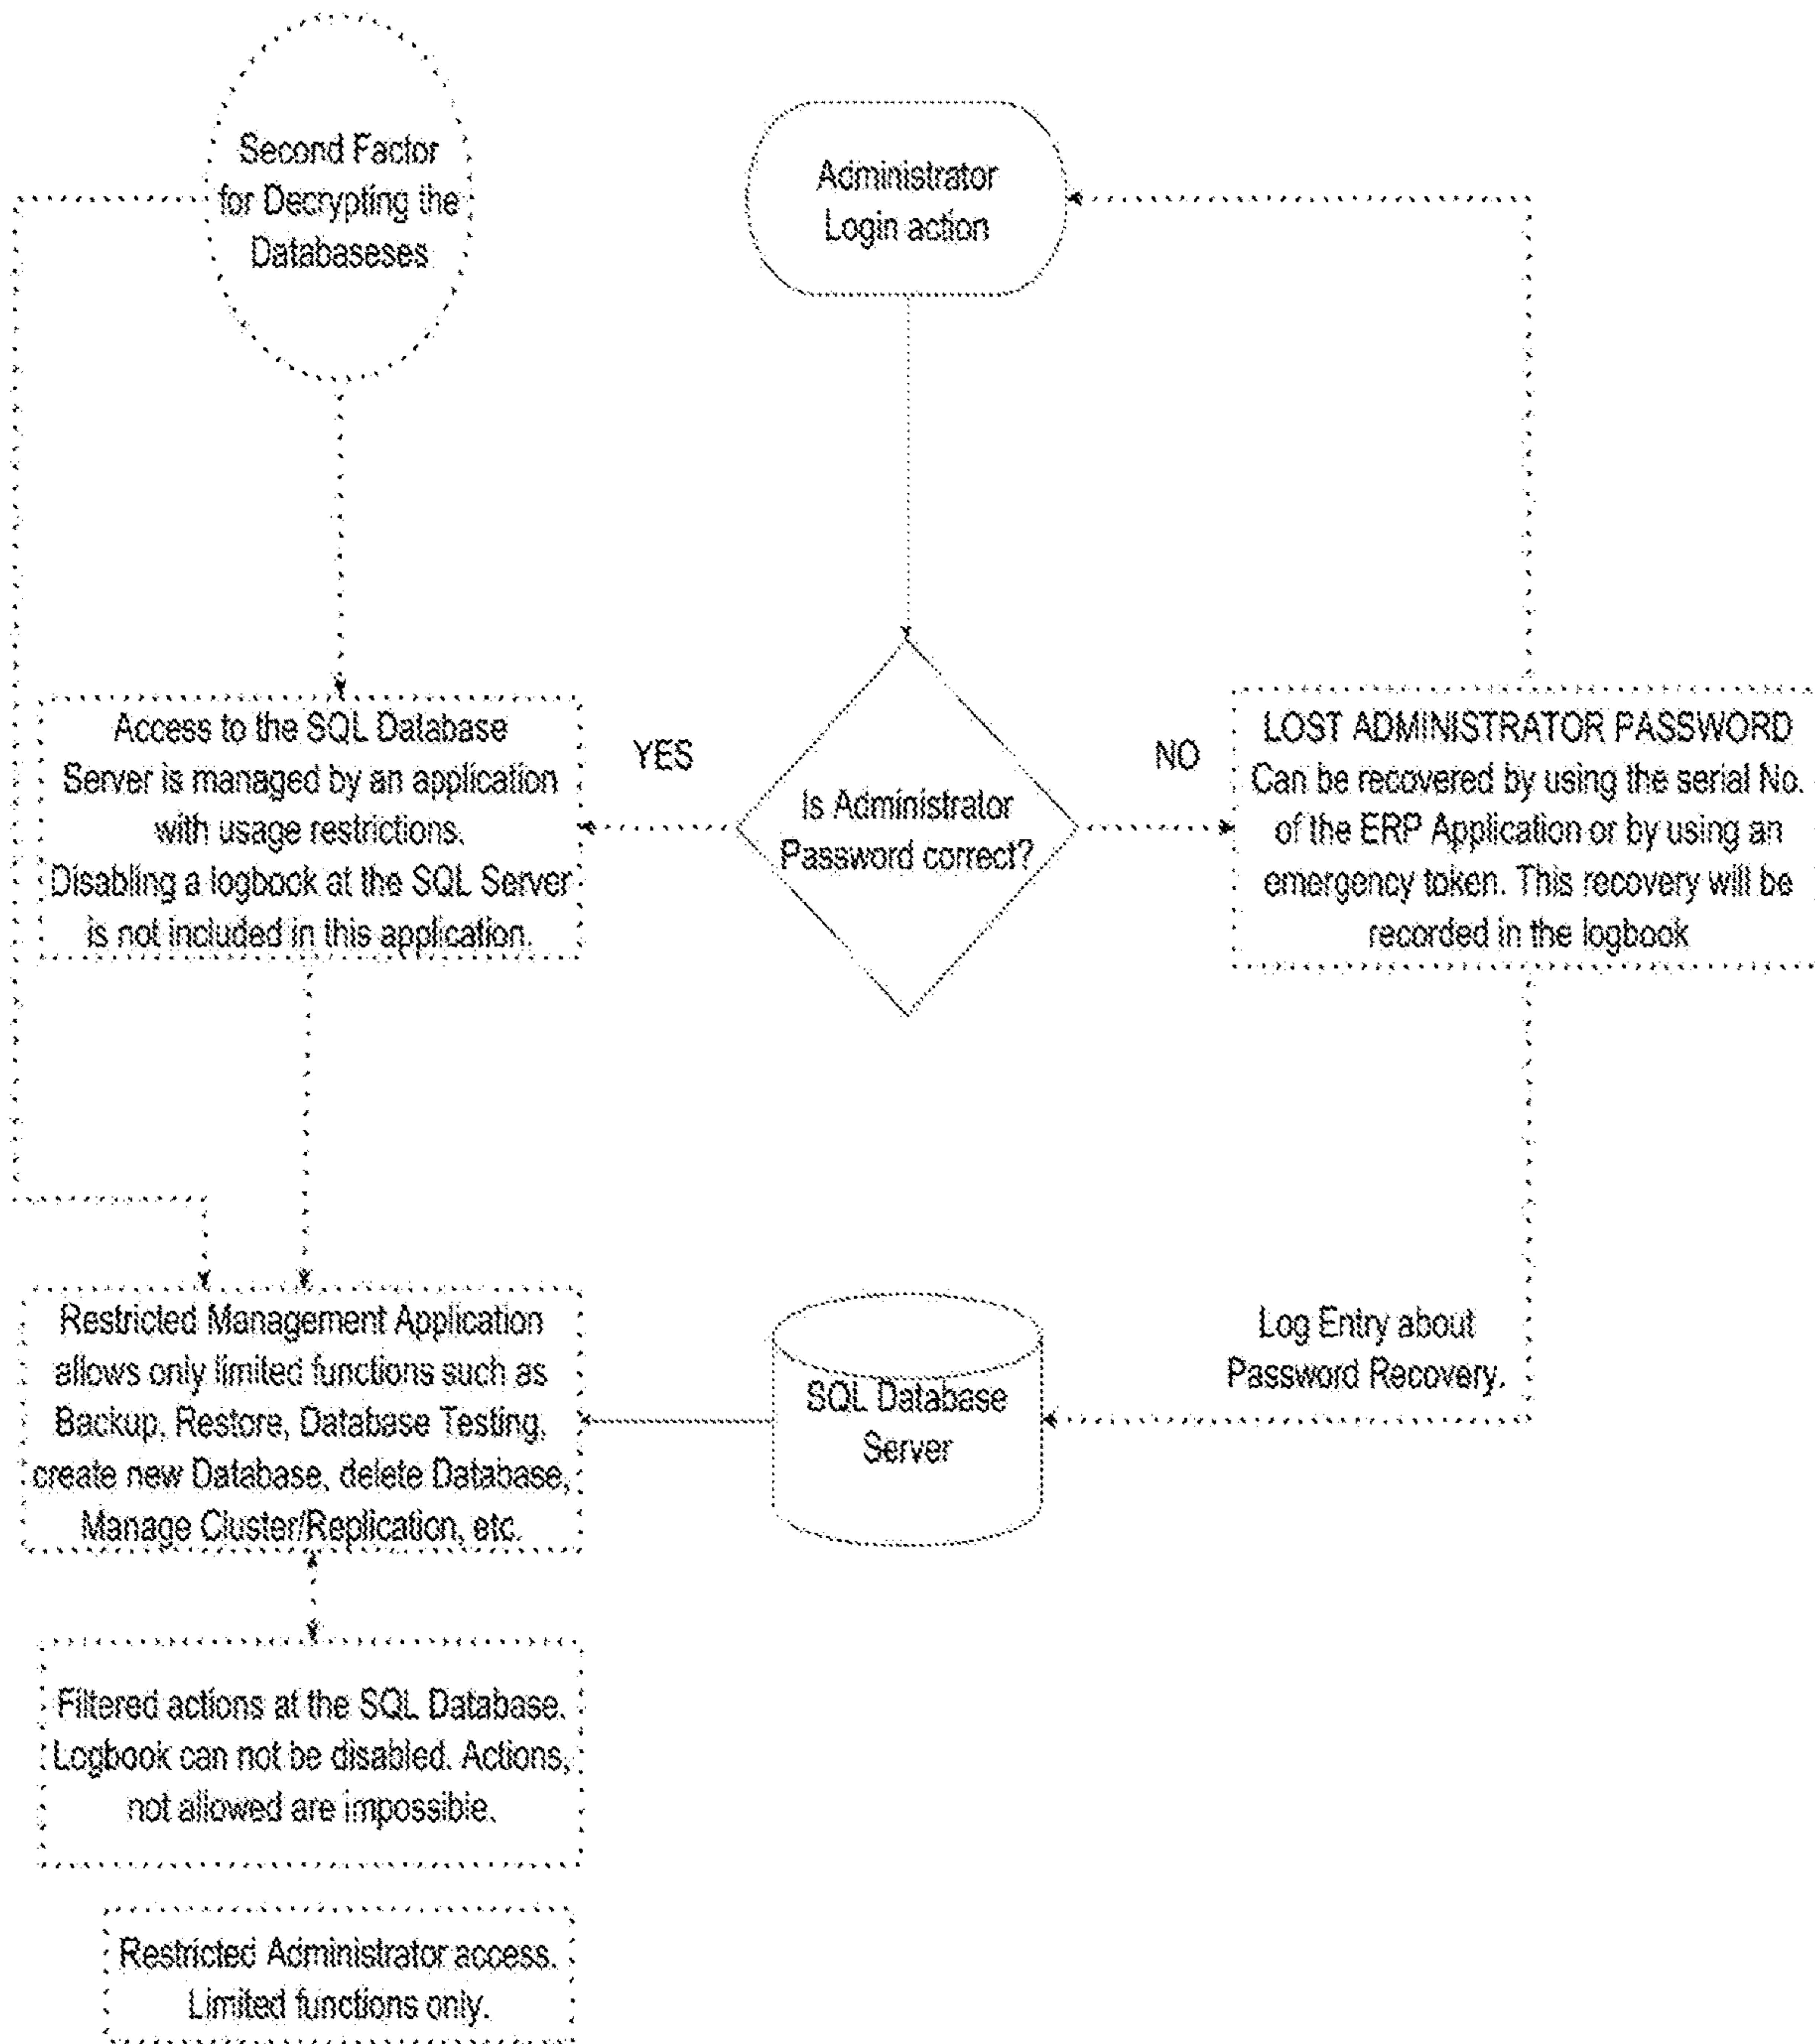 Second Factor
for Decrypting the
Databaseses
Administrator
Login action
Access to the SQL Database
Server is managed by an application
with usage restrictions.
Disabling a logbook at the SQL Server
is not included in this application.
YES
Is Administrator
Password correct?
NO
LOST ADMINISTRATOR PASSWORD
Can be recovered by using the serial No.
of the ERP Application or by using an
emergency token. This recovery will be
recorded in the logbook
Restricted Management Application
allows only limited functions such as
Backup, Restore, Database Testing,
create new Database, delete Database,
Manage Cluster/Replication, etc.
SQL Database
Server
Log Entry about
Password Recovery.
Filtered actions at the SQL Database.
Logbook can not be disabled. Actions,
not allowed are impossible.
Restricted Administrator access.
Limited functions only.